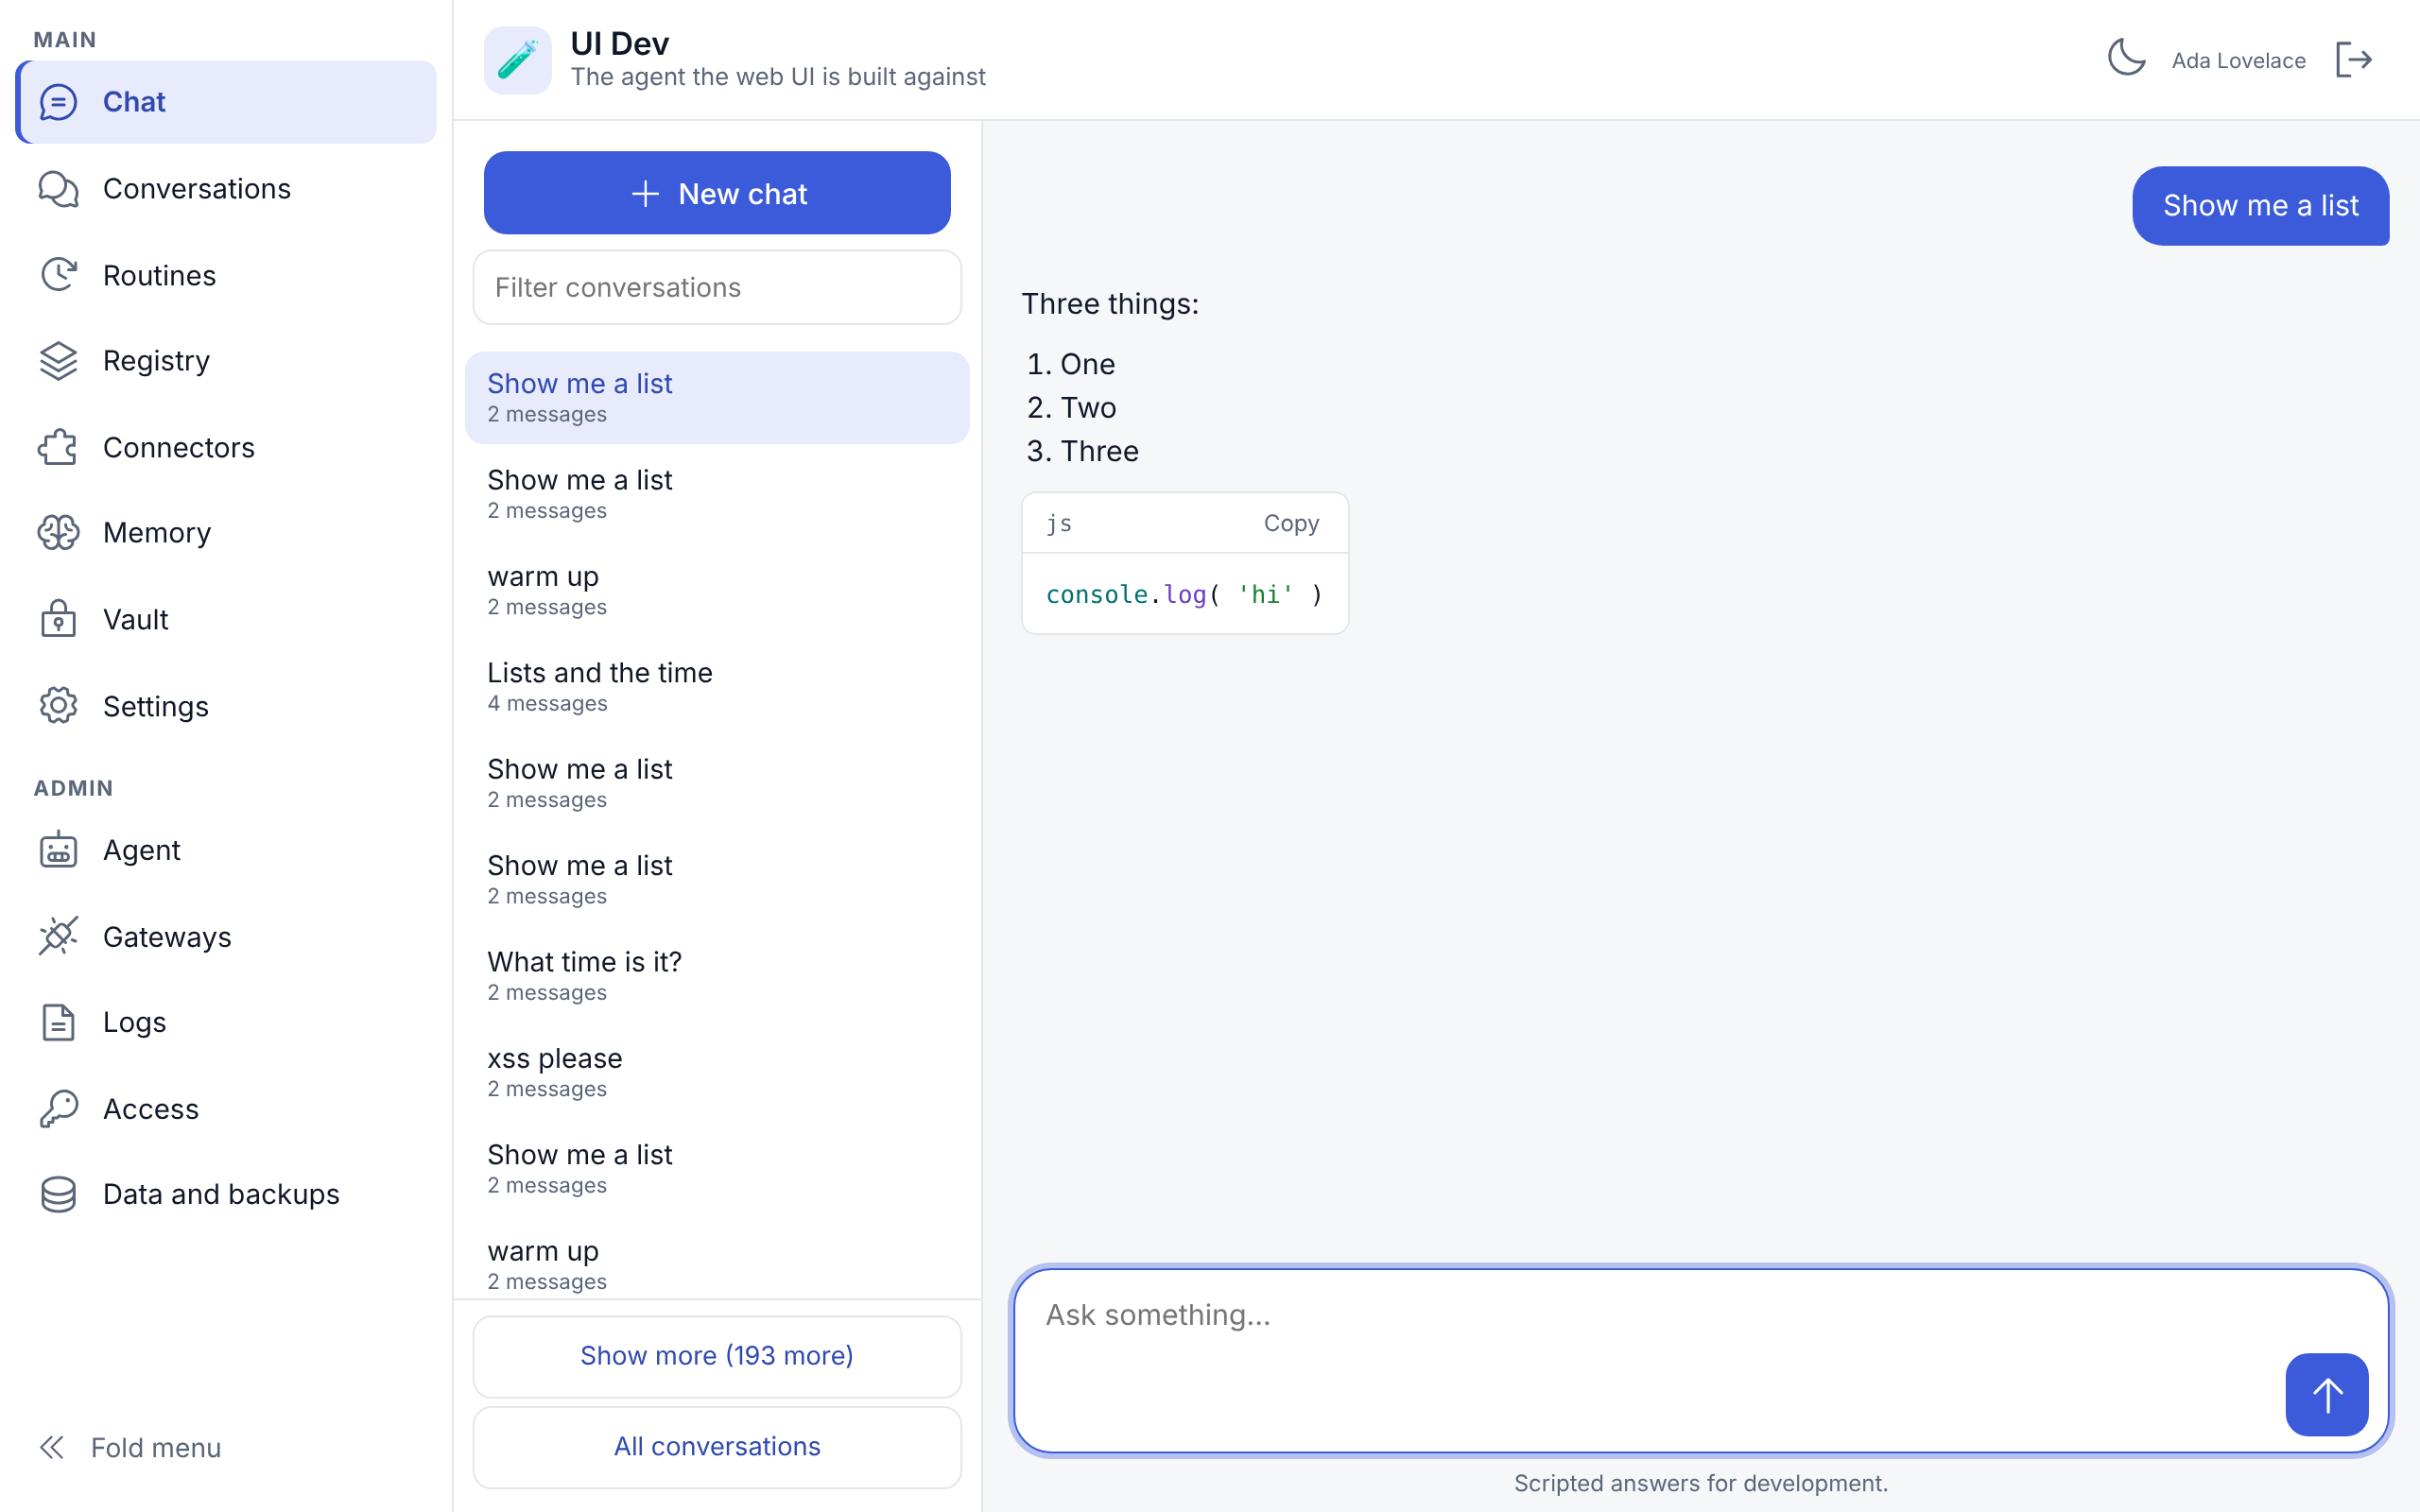 MAIN
Chat
Conversations
Routines
Registry
Connectors
Memory
Vault
Settings
ADMIN
Agent
Gateways
Logs
Access
Data and backups
Fold menu
UI Dev
The agent the web UI is built against
Ada Lovelace
New chat
Filter conversations
Show me a list
2 messages
Show me a list
2 messages
warm up
2 messages
Lists and the time
4 messages
Show me a list
2 messages
Show me a list
2 messages
What time is it?
2 messages
xss please
2 messages
Show me a list
2 messages
warm up
2 messages
Show more (193 more)
All conversations
Show me a list
Three things:
1. One
2. Two
3. Three
js Copy
console.log( 'hi' )
Ask something...
Scripted answers for development.